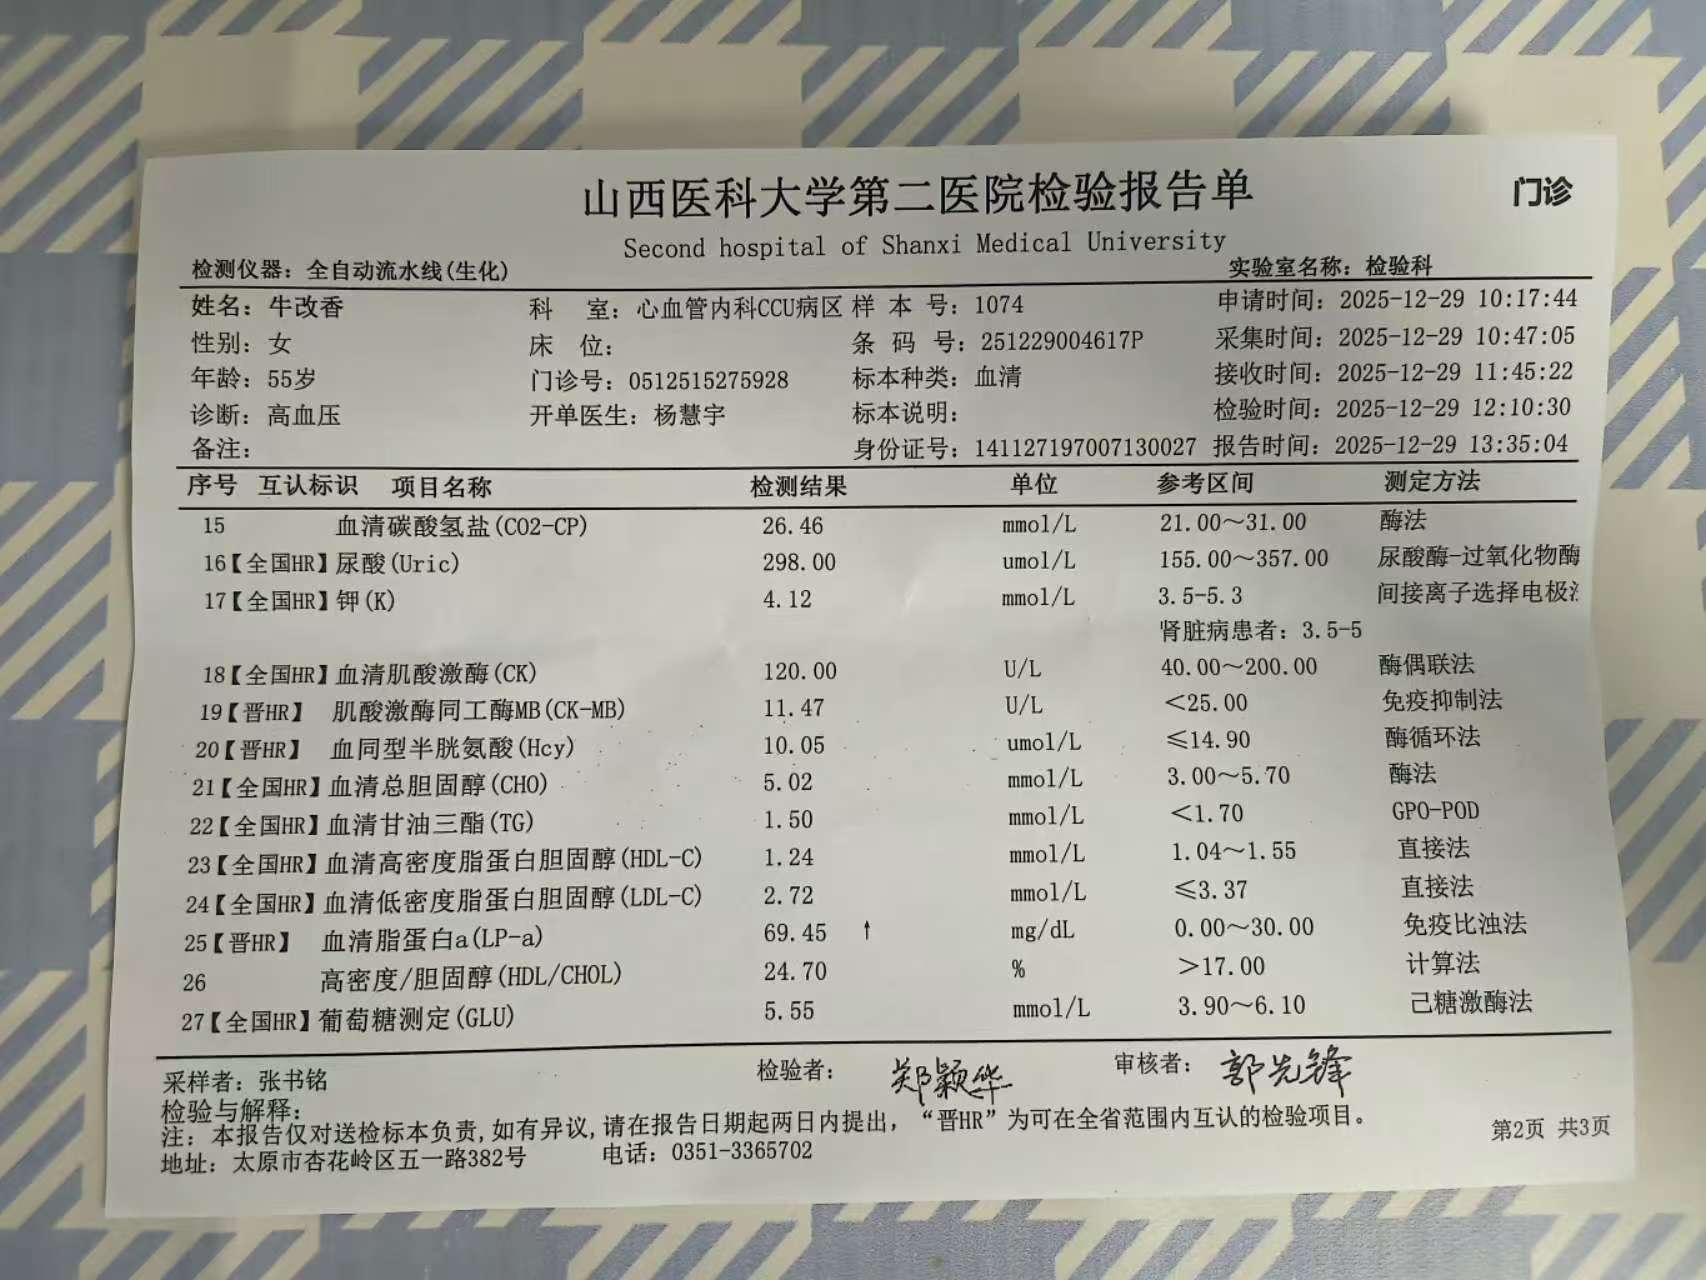 山西医科大学第二医院检验报告单
门诊
Second hospital of Shanxi Medical University
检测仪器：全自动流水线(生化) 实验室名称：检验科
姓名：牛改香 科 室：心血管内科CCU病区 样 本 号：1074 申请时间：2025-12-29 10:17:44
性别：女 床 位： 条 码 号：251229004617P 采集时间：2025-12-29 10:47:05
年龄：55岁 门诊号：0512515275928 标本种类：血清 接收时间：2025-12-29 11:45:22
诊断：高血压 开单医生：杨慧宇 标本说明： 检验时间：2025-12-29 12:10:30
备注： 身份证号：141127197007130027 报告时间：2025-12-29 13:35:04
序号 互认标识 项目名称 检测结果 单位 参考区间 测定方法
15 血清碳酸氢盐(CO2-CP) 26.46 mmol/L 21.00～31.00 酶法
16【全国HR】尿酸(Uric) 298.00 umol/L 155.00～357.00 尿酸酶-过氧化物酶
17【全国HR】钾(K) 4.12 mmol/L 3.5-5.3 间接离子选择电极
肾脏病患者：3.5-5
18【全国HR】血清肌酸激酶(CK) 120.00 U/L 40.00～200.00 酶偶联法
19【晋HR】 肌酸激酶同工酶MB(CK-MB) 11.47 U/L <25.00 免疫抑制法
20【晋HR】 血同型半胱氨酸(Hcy) 10.05 umol/L ≤14.90 酶循环法
21【全国HR】血清总胆固醇(CHO) 5.02 mmol/L 3.00～5.70 酶法
22【全国HR】血清甘油三酯(TG) 1.50 mmol/L <1.70 GPO-POD
23【全国HR】血清高密度脂蛋白胆固醇(HDL-C) 1.24 mmol/L 1.04～1.55 直接法
24【全国HR】血清低密度脂蛋白胆固醇(LDL-C) 2.72 mmol/L ≤3.37 直接法
25【晋HR】 血清脂蛋白a(LP-a) 69.45 ↑ mg/dL 0.00～30.00 免疫比浊法
26 高密度/胆固醇(HDL/CHOL) 24.70 % >17.00 计算法
27【全国HR】葡萄糖测定(GLU) 5.55 mmol/L 3.90～6.10 己糖激酶法
采样者：张书铭 检验者：郑颖华 审核者：郭先锋
检验与解释：
注：本报告仅对送检标本负责,如有异议,请在报告日期起两日内提出，“晋HR”为可在全省范围内互认的检验项目。
地址：太原市杏花岭区五一路382号 电话：0351-3365702
第2页 共3页